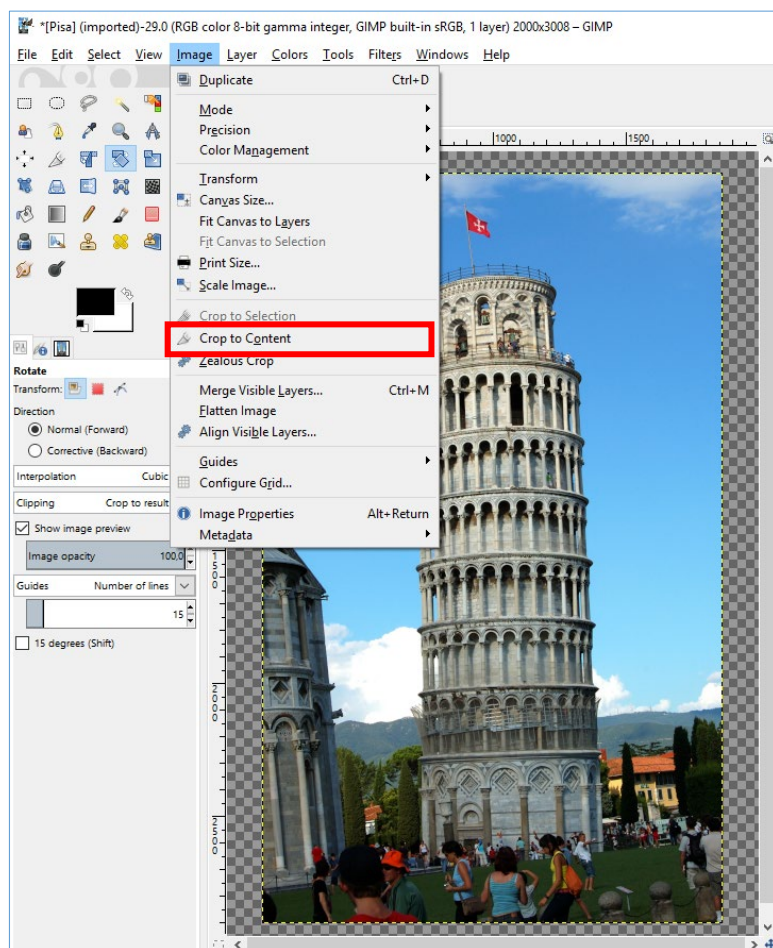 *[Pisa] (imported)-29.0 (RGB color 8-bit gamma integer, GIMP built-in sRGB, 1 layer) 2000x3008 – GIMP
File Edit Select View Image Layer Colors Tools Filters Windows Help
Duplicate Ctrl+D
Mode
Precision
Color Management
Transform
Canvas Size...
Fit Canvas to Layers
Fit Canvas to Selection
Print Size...
Scale Image...
Crop to Selection
Crop to Content
Zealous Crop
Merge Visible Layers... Ctrl+M
Flatten Image
Align Visible Layers...
Guides
Configure Grid...
Image Properties Alt+Return
Metadata
Rotate
Transform:
Direction
Normal (Forward)
Corrective (Backward)
Interpolation Cubic
Clipping Crop to result
Show image preview
Image opacity 100,0
Guides Number of lines
15
15 degrees (Shift)
1000 1500
1500
2000
2500